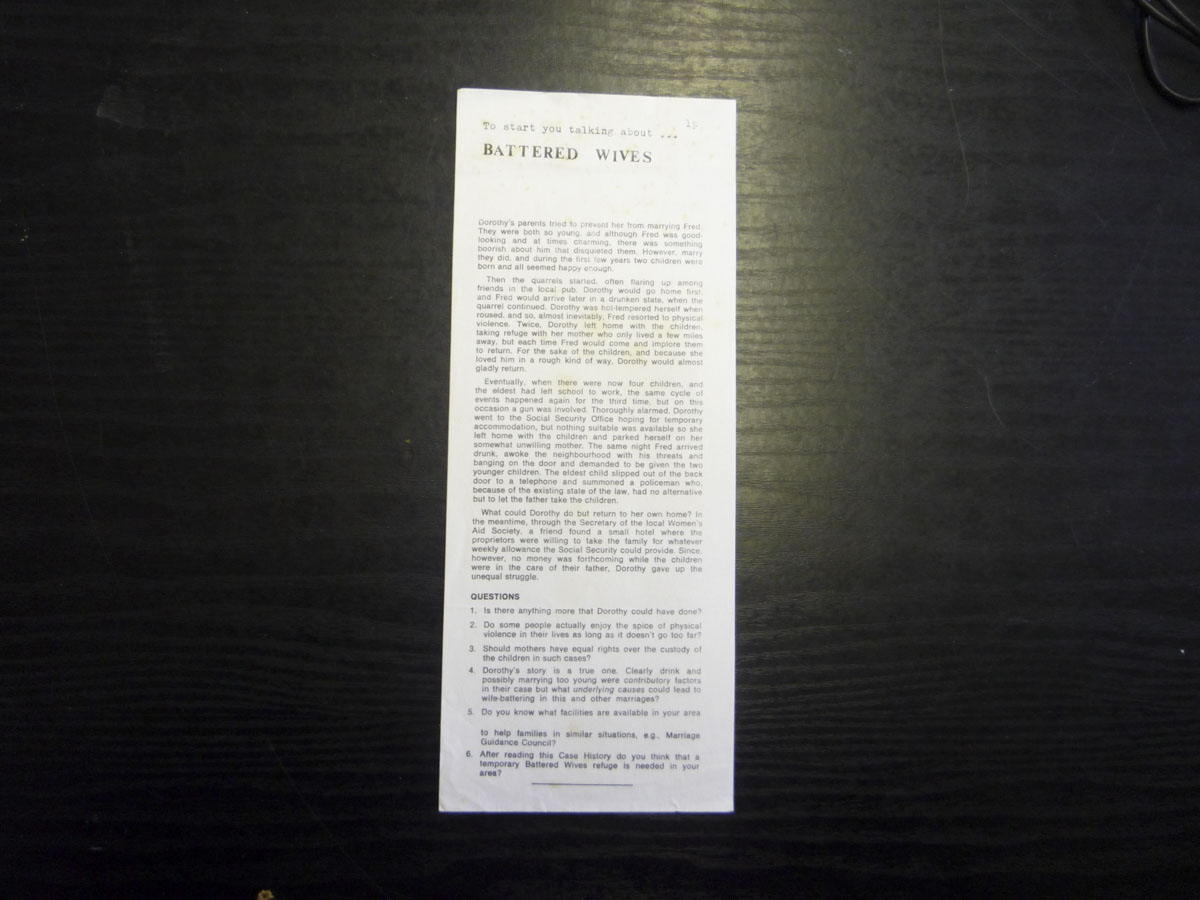 To start you talking about ...
1p
BATTERED WIVES
Dorothy's parents tried to prevent her from marrying Fred.
They were both so young, and although Fred was good-
looking and at times charming, there was something
boorish about him that disquieted them. However, marry
they did, and during the first few years two children were
born and all seemed happy enough.
Then the quarrels started, often flaring up among
friends in the local pub. Dorothy would go home first,
and Fred would arrive later in a drunken state, when the
quarrel continued. Dorothy was hot-tempered herself when
roused, and so, almost inevitably, Fred resorted to physical
violence. Twice, Dorothy left home with the children,
taking refuge with her mother who only lived a few miles
away, but each time Fred would come and implore them
to return. For the sake of the children, and because she
loved him in a rough kind of way, Dorothy would almost
gladly return.
Eventually, when there were now four children, and
the eldest had left school to work, the same cycle of
events happened again for the third time, but on this
occasion a gun was involved. Thoroughly alarmed, Dorothy
went to the Social Security Office hoping for temporary
accommodation, but nothing suitable was available so she
left home with the children and parked herself on her
somewhat unwilling mother. The same night Fred arrived
drunk, awoke the neighbourhood with his threats and
banging on the door and demanded to be given the two
younger children. The eldest child slipped out of the back
door to a telephone and summoned a policeman who,
because of the existing state of the law, had no alternative
but to let the father take the children.
What could Dorothy do but return to her own home? In
the meantime, through the Secretary of the local Women's
Aid Society, a friend found a small hotel where the
proprietors were willing to take the family for whatever
weekly allowance the Social Security could provide. Since,
however, no money was forthcoming while the children
were in the care of their father, Dorothy gave up the
unequal struggle.
QUESTIONS
1. Is there anything more that Dorothy could have done?
2. Do some people actually enjoy the spice of physical
violence in their lives as long as it doesn't go too far?
3. Should mothers have equal rights over the custody of
the children in such cases?
4. Dorothy's story is a true one. Clearly drink and
possibly marrying too young were contributory factors
in their case but what underlying causes could lead to
wife-battering in this and other marriages?
5. Do you know what facilities are available in your area
to help families in similar situations, e.g., Marriage
Guidance Council?
6. After reading this Case History do you think that a
temporary Battered Wives refuge is needed in your
area?